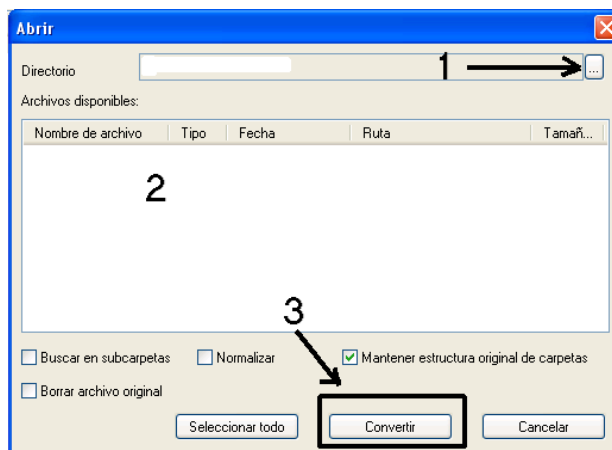 Abrir
Directorio 1 ...
Archivos disponibles:
Nombre de archivo Tipo Fecha Ruta Tamañ...
2
3
Buscar en subcarpetas Normalizar Mantener estructura original de carpetas
Borrar archivo original
Seleccionar todo Convertir Cancelar